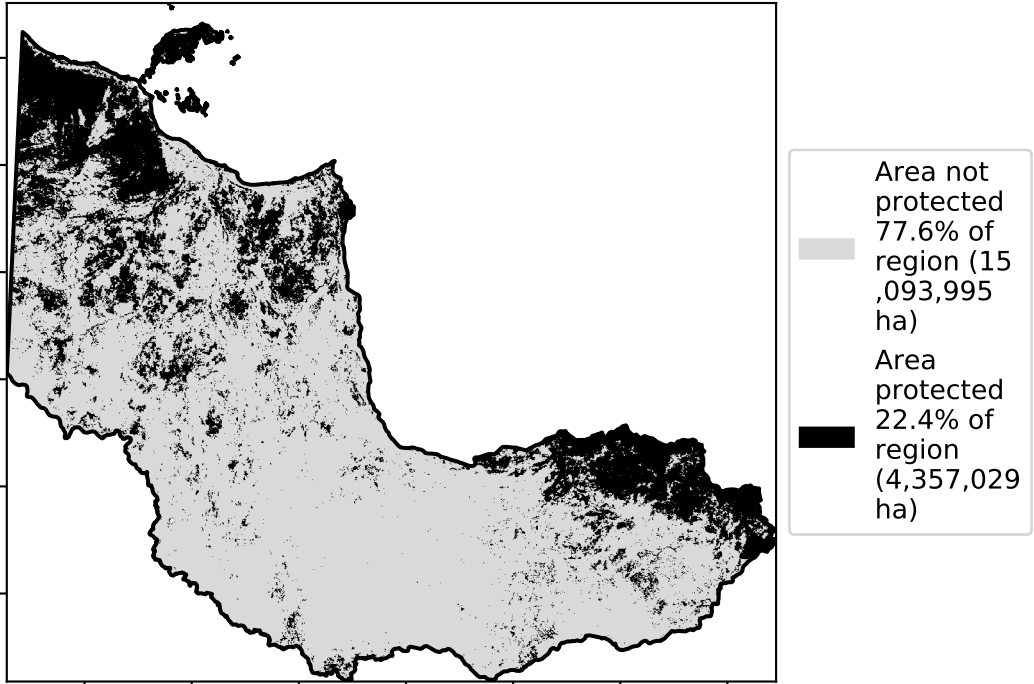 Area not
protected
77.6% of
region (15
,093,995
ha)
Area
protected
22.4% of
region
(4,357,029
ha)